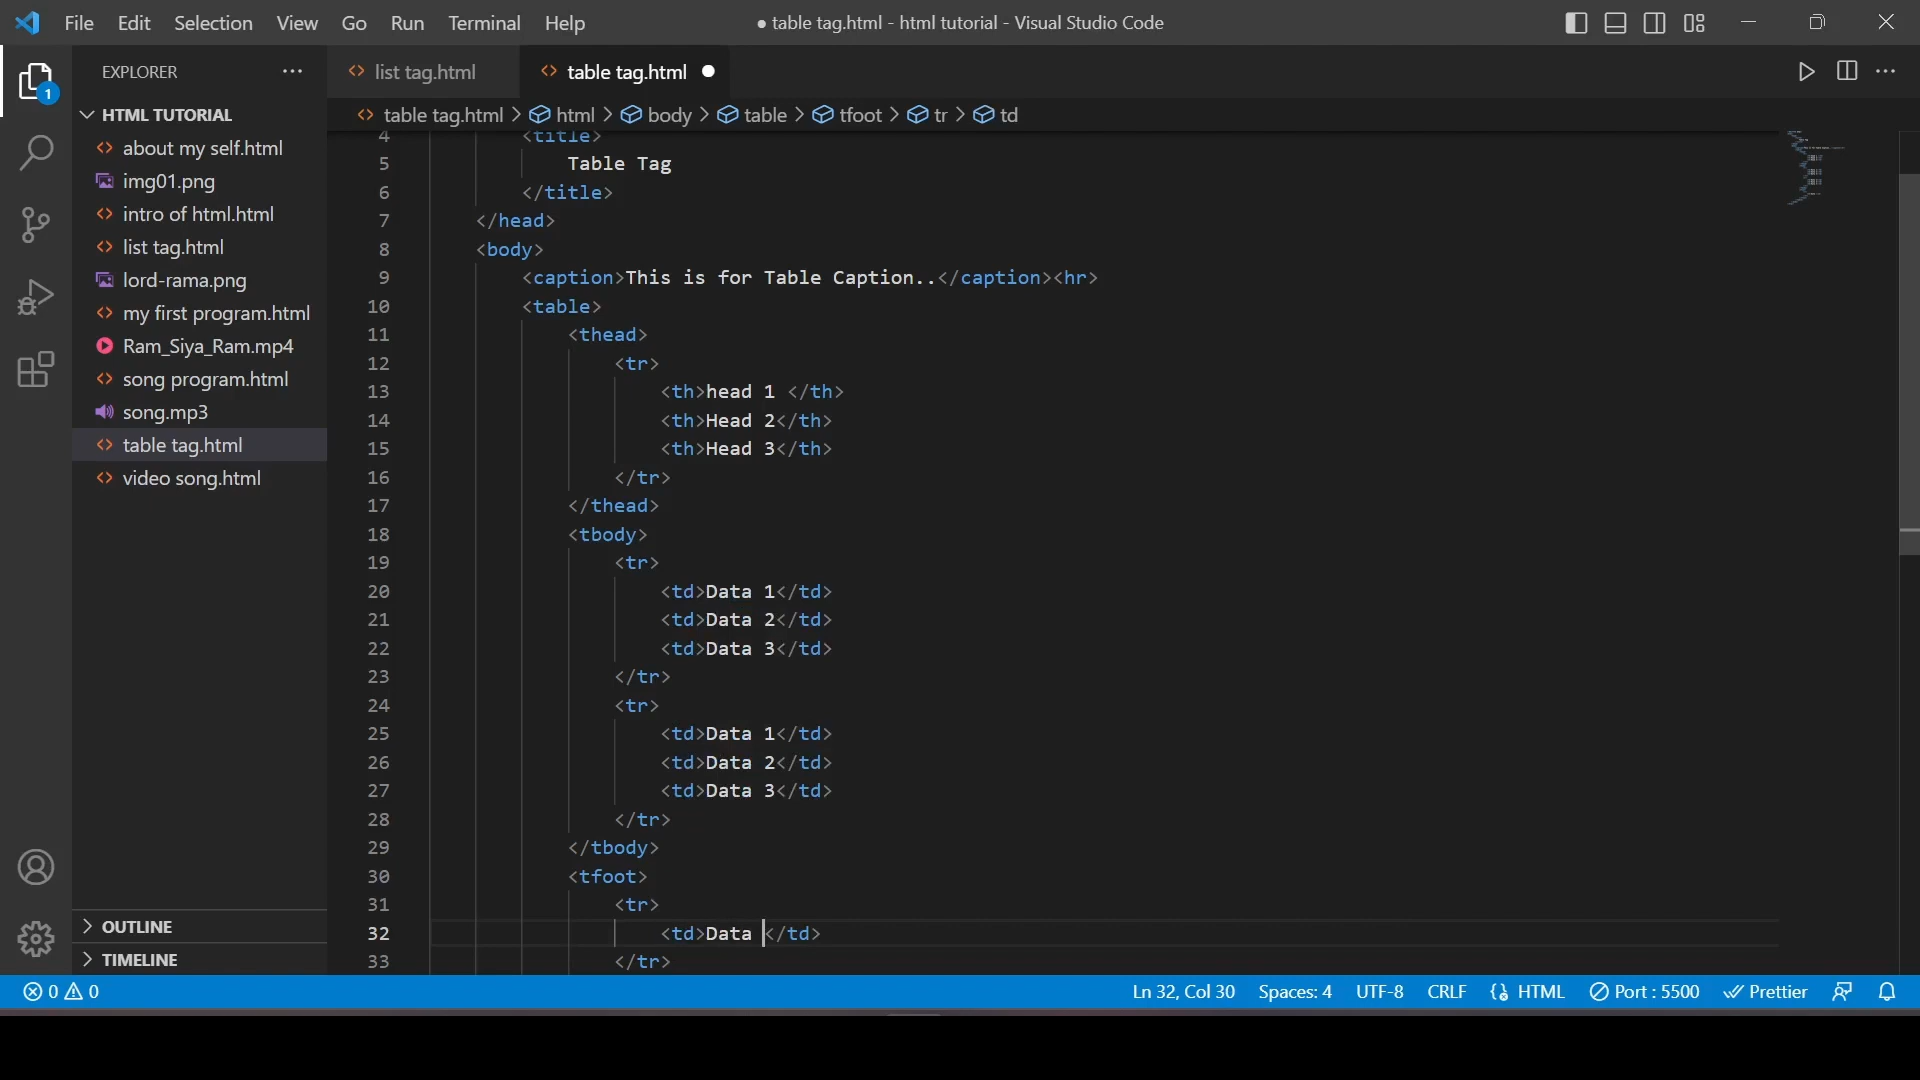 File Edit Selection View Go Run Terminal Help
● table tag.html - html tutorial - Visual Studio Code
EXPLORER
1
HTML TUTORIAL
about my self.html
img01.png
intro of html.html
list tag.html
lord-rama.png
my first program.html
Ram_Siya_Ram.mp4
song program.html
song.mp3
table tag.html
video song.html
OUTLINE
TIMELINE
list tag.html
table tag.html
table tag.html > html > body > table > tfoot > tr > td
4 <title>
5 Table Tag
6 </title>
7 </head>
8 <body>
9 <caption>This is for Table Caption..</caption><hr>
10 <table>
11 <thead>
12 <tr>
13 <th>head 1 </th>
14 <th>Head 2</th>
15 <th>Head 3</th>
16 </tr>
17 </thead>
18 <tbody>
19 <tr>
20 <td>Data 1</td>
21 <td>Data 2</td>
22 <td>Data 3</td>
23 </tr>
24 <tr>
25 <td>Data 1</td>
26 <td>Data 2</td>
27 <td>Data 3</td>
28 </tr>
29 </tbody>
30 <tfoot>
31 <tr>
32 <td>Data </td>
33 </tr>
0 0
Ln 32, Col 30 Spaces: 4 UTF-8 CRLF HTML Port : 5500 Prettier